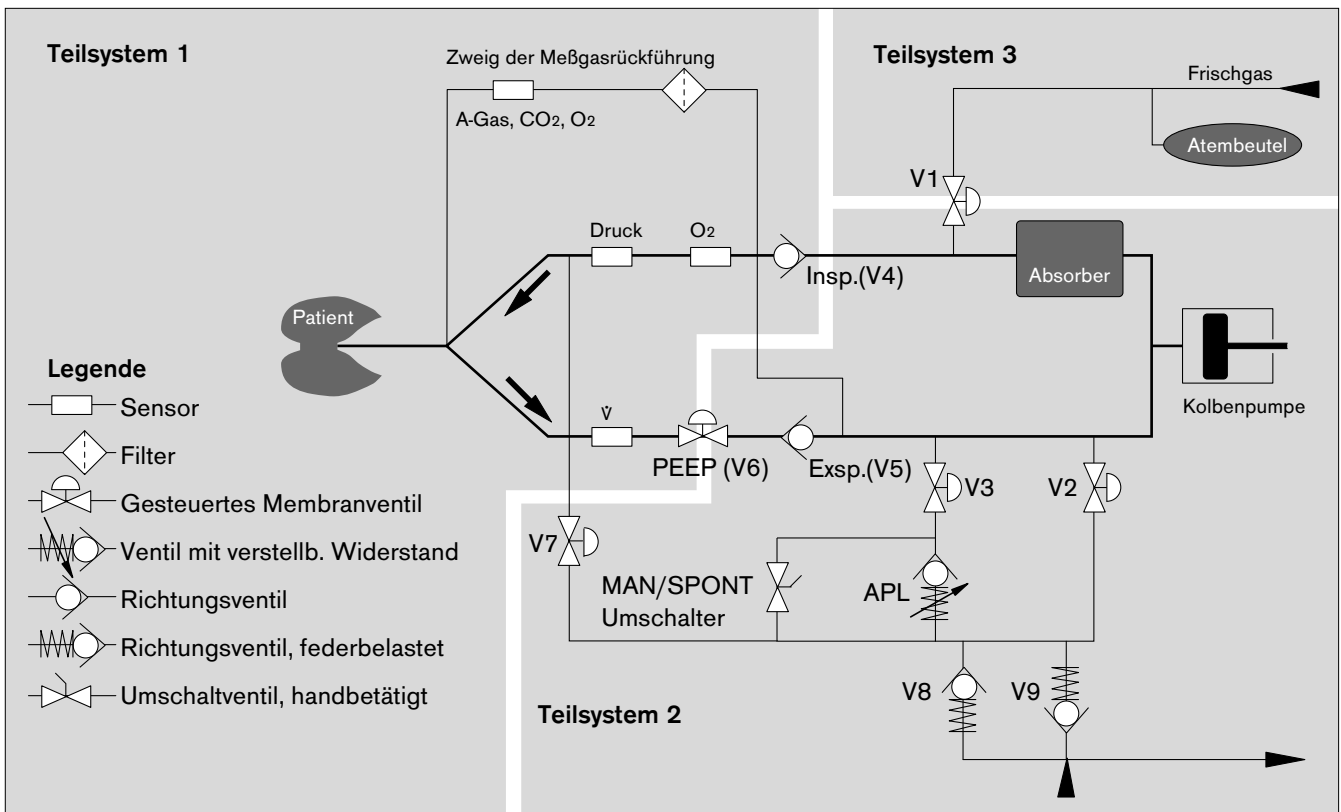 Teilsystem 1
Zweig der Meßgasrückführung
A-Gas, CO2, O2
Teilsystem 3
Frischgas
Atembeutel
V1
Druck
O2
Insp.(V4)
Absorber
Patient
Kolbenpumpe
V̇
PEEP (V6)
Exsp.(V5)
V3
V2
V7
MAN/SPONT
Umschalter
APL
V8
V9
Teilsystem 2
Legende
Sensor
Filter
Gesteuertes Membranventil
Ventil mit verstellb. Widerstand
Richtungsventil
Richtungsventil, federbelastet
Umschaltventil, handbetätigt